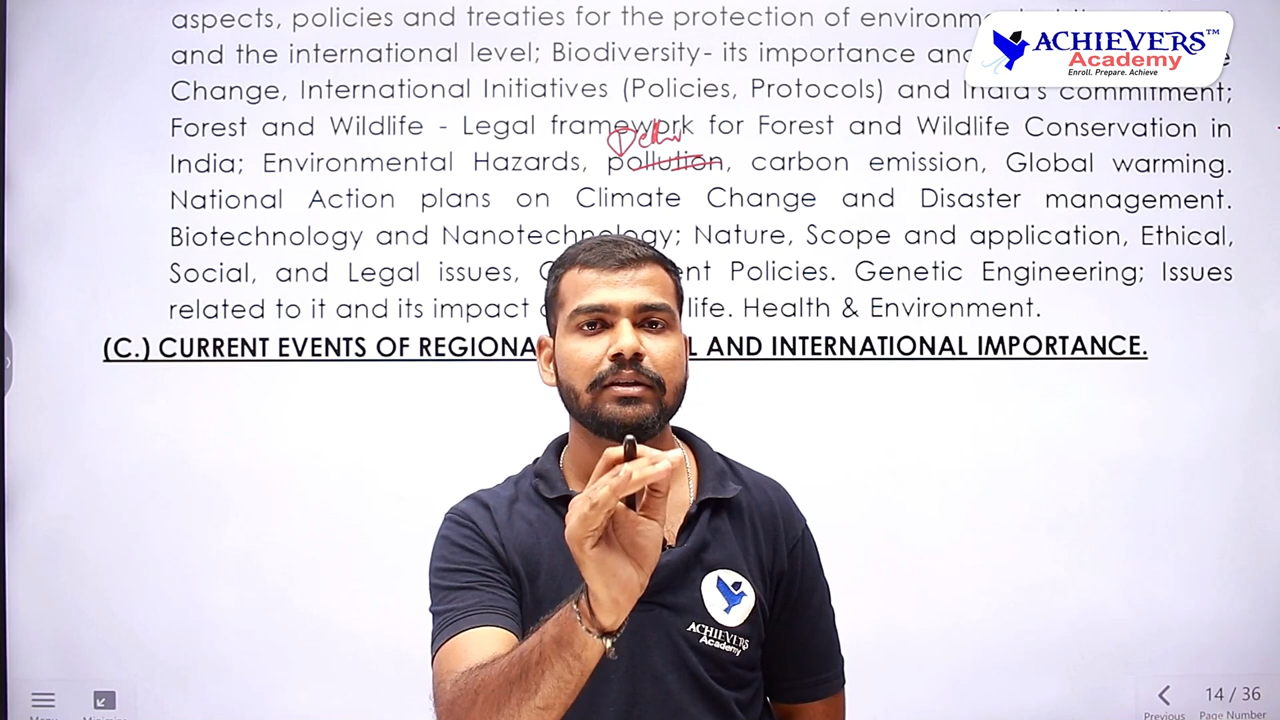 aspects, policies and treaties for the protection of
ACHIEVERS™
Academy
Enroll. Prepare. Achieve
and the international level; Biodiversity- its importance
Change, International Initiatives (Policies, Protocols) and India's commitment;
Delhi
Forest and Wildlife - Legal framework for Forest and Wildlife Conservation in
India; Environmental Hazards, pollution, carbon emission, Global warming.
National Action plans on Climate Change and Disaster management.
Biotechnology and Nanotechnology; Nature, Scope and application, Ethical,
Social, and Legal issues, Policies. Genetic Engineering; Issues
related to it and its impact life. Health & Environment.
(C.) CURRENT EVENTS OF AND INTERNATIONAL IMPORTANCE.
ACHIEVERS
Academy
14 / 36
Previous Page Number